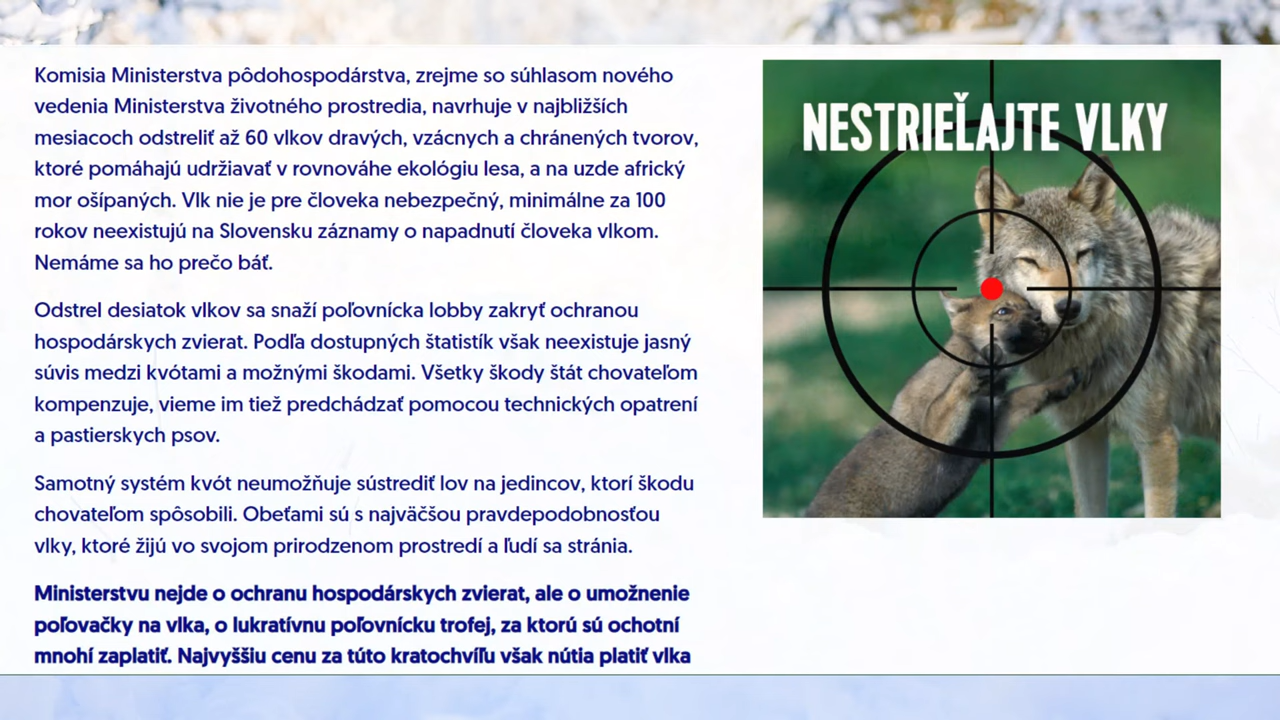 Komisia Ministerstva pôdohospodárstva, zrejme so súhlasom nového
vedenia Ministerstva životného prostredia, navrhuje v najbližších
mesiacoch odstreliť až 60 vlkov dravých, vzácnych a chránených tvorov,
ktoré pomáhajú udržiavať v rovnováhe ekológiu lesa, a na uzde africký
mor ošípaných. Vlk nie je pre človeka nebezpečný, minimálne za 100
rokov neexistujú na Slovensku záznamy o napadnutí človeka vlkom.
Nemáme sa ho prečo báť.
Odstrel desiatok vlkov sa snaží poľovnícka lobby zakryť ochranou
hospodárskych zvierat. Podľa dostupných štatistík však neexistuje jasný
súvis medzi kvótami a možnými škodami. Všetky škody štát chovateľom
kompenzuje, vieme im tiež predchádzať pomocou technických opatrení
a pastierskych psov.
Samotný systém kvót neumožňuje sústrediť lov na jedincov, ktorí škodu
chovateľom spôsobili. Obeťami sú s najväčšou pravdepodobnosťou
vlky, ktoré žijú vo svojom prirodzenom prostredí a ľudí sa stránia.
Ministerstvu nejde o ochranu hospodárskych zvierat, ale o umožnenie
poľovačky na vlka, o lukratívnu poľovnícku trofej, za ktorú sú ochotní
mnohí zaplatiť. Najvyššiu cenu za túto kratochvíľu však nútia platiť vlka
NESTRIEĽAJTE VLKY